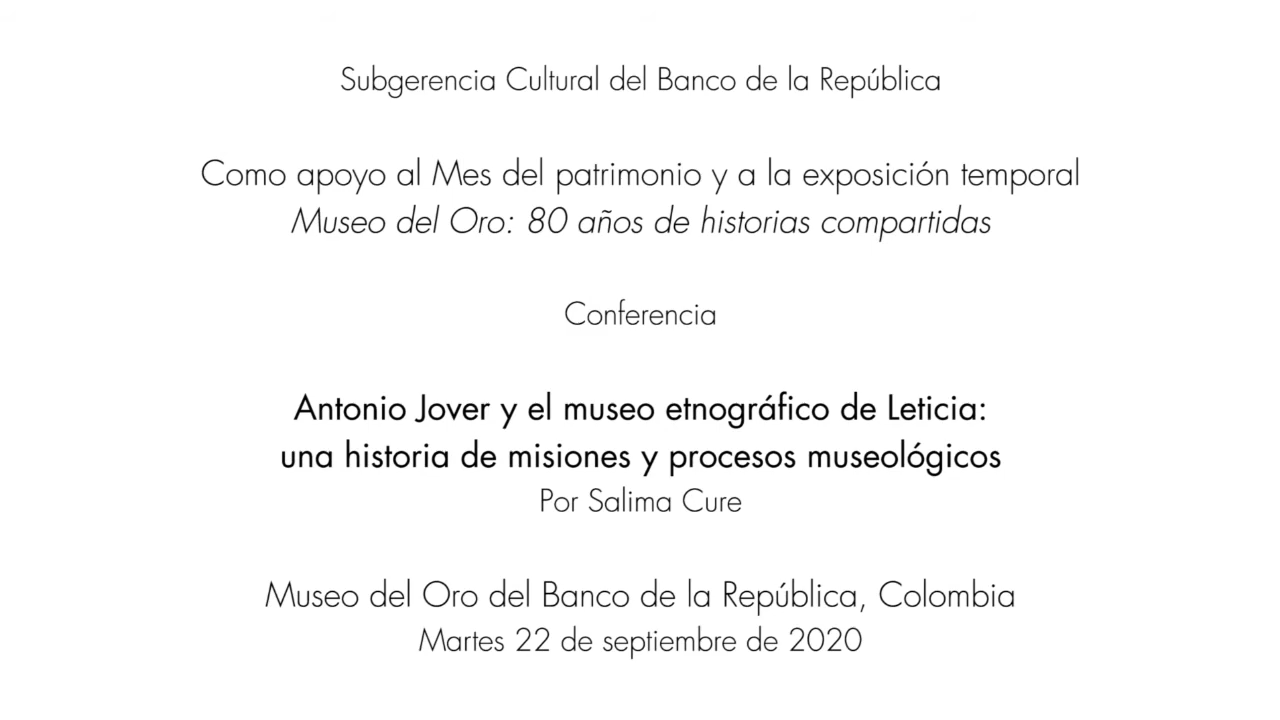 Subgerencia Cultural del Banco de la República
Como apoyo al Mes del patrimonio y a la exposición temporal
Museo del Oro: 80 años de historias compartidas
Conferencia
Antonio Jover y el museo etnográfico de Leticia:
una historia de misiones y procesos museológicos
Por Salima Cure
Museo del Oro del Banco de la República, Colombia
Martes 22 de septiembre de 2020